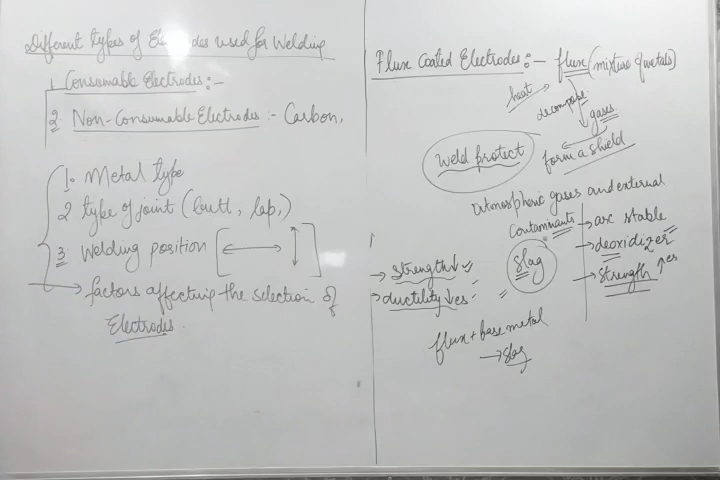 Different types of Electrodes used for Welding
1. Consumable Electrodes:-
2. Non-Consumable Electrodes:- Carbon,
1. Metal type
2 type of joint (butt, lap,)
3 Welding position
→ factors affecting the selection of
Electrodes.
Flux Coated Electrodes:- flux (mixture of metals)
heat
decompose
gases
form a shield
weld protect
Atmospheric gases and external
contaminants
→ arc stable
→ deoxidizer
→ strength ↑es
slag
→ strength ↓
→ ductility ↓es
flux + base metal
→ slag